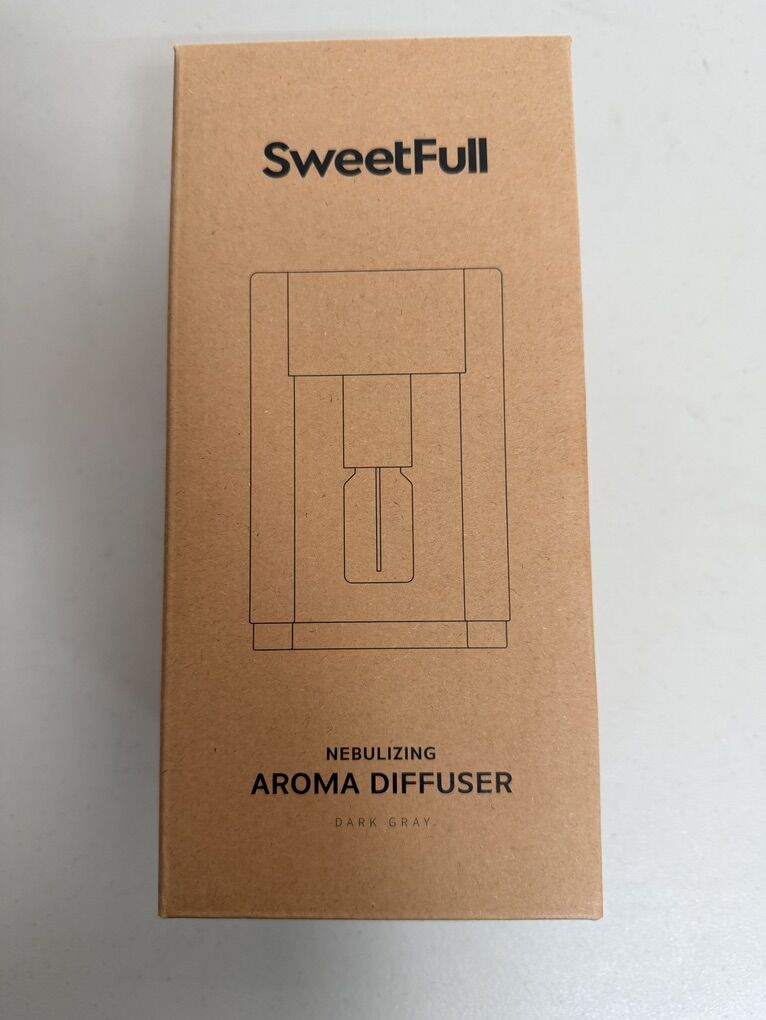 SweetFull
NEBULIZING
AROMA DIFFUSER
DARK GRAY